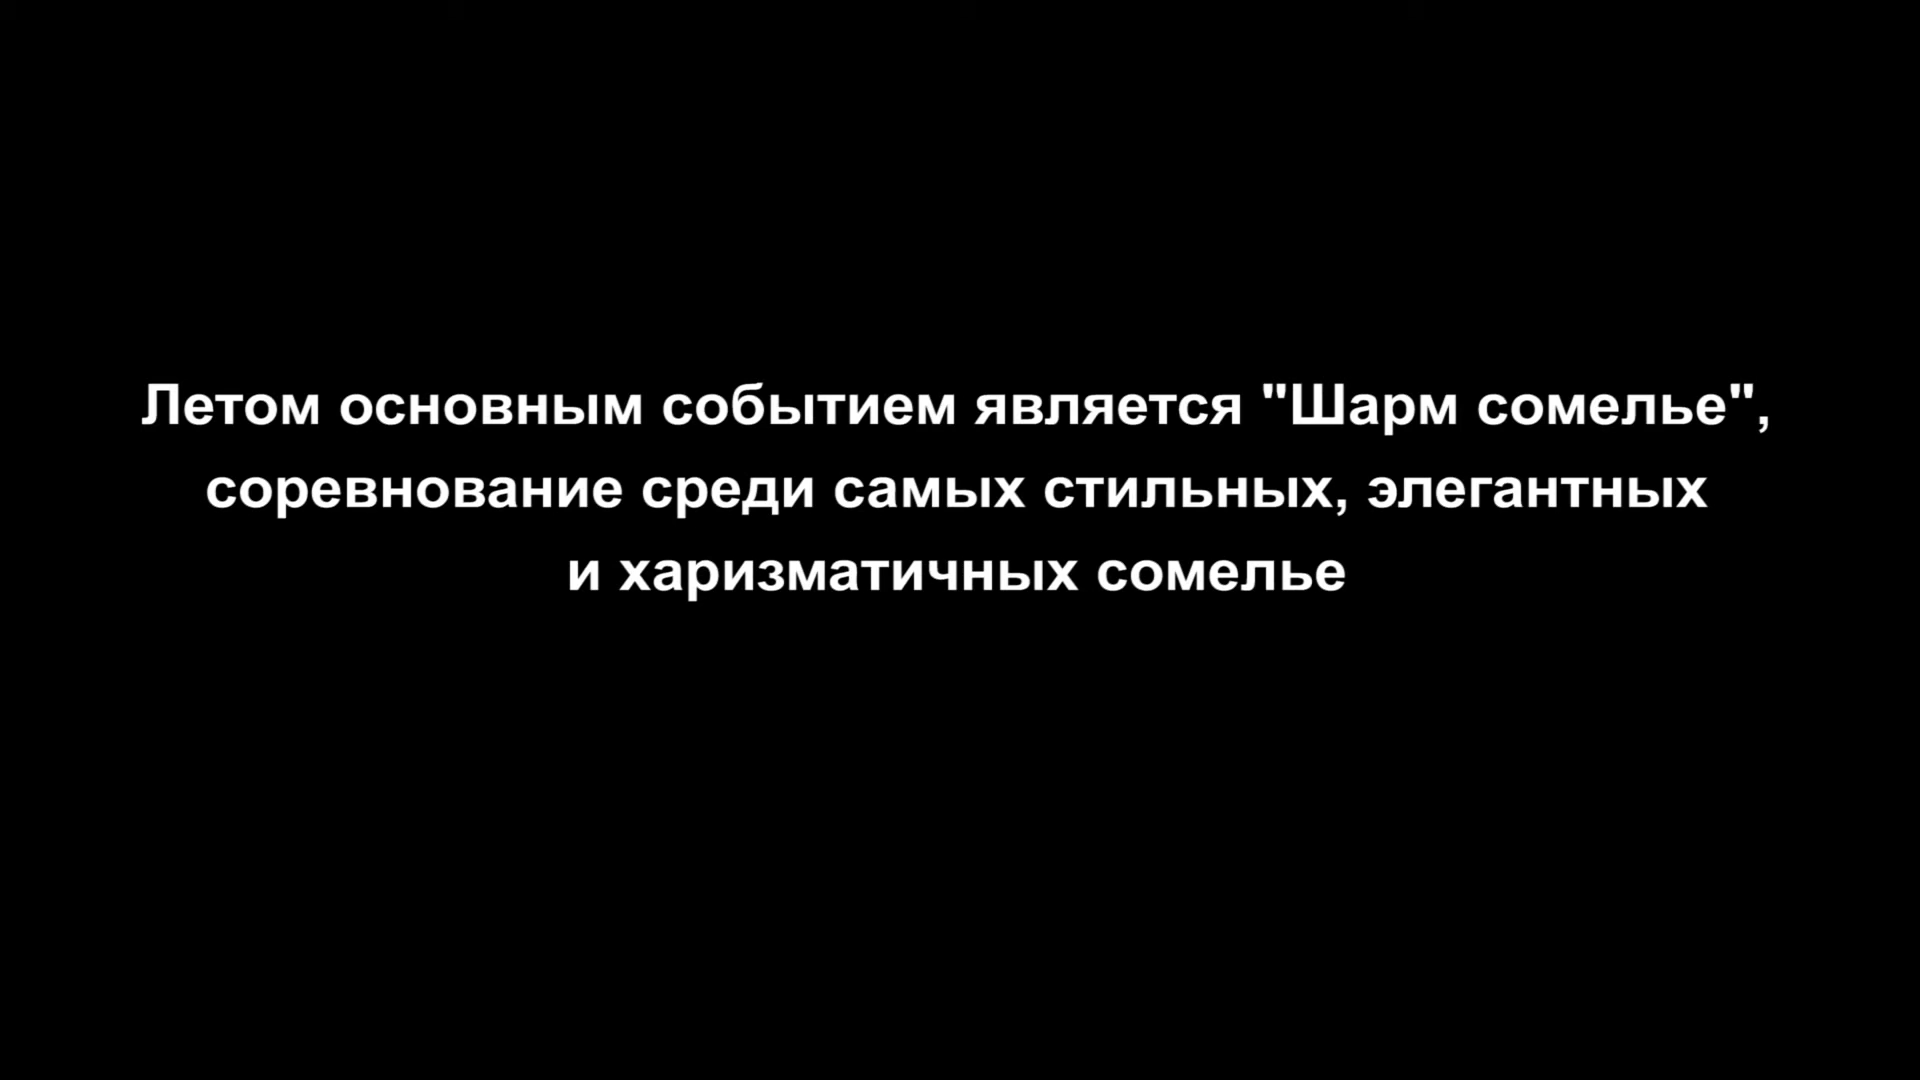 Летом основным событием является "Шарм сомелье",
соревнование среди самых стильных, элегантных
и харизматичных сомелье